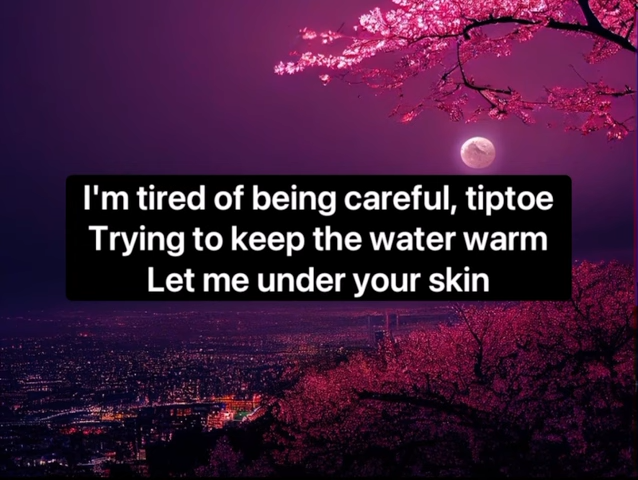 I'm tired of being careful, tiptoe
Trying to keep the water warm
Let me under your skin